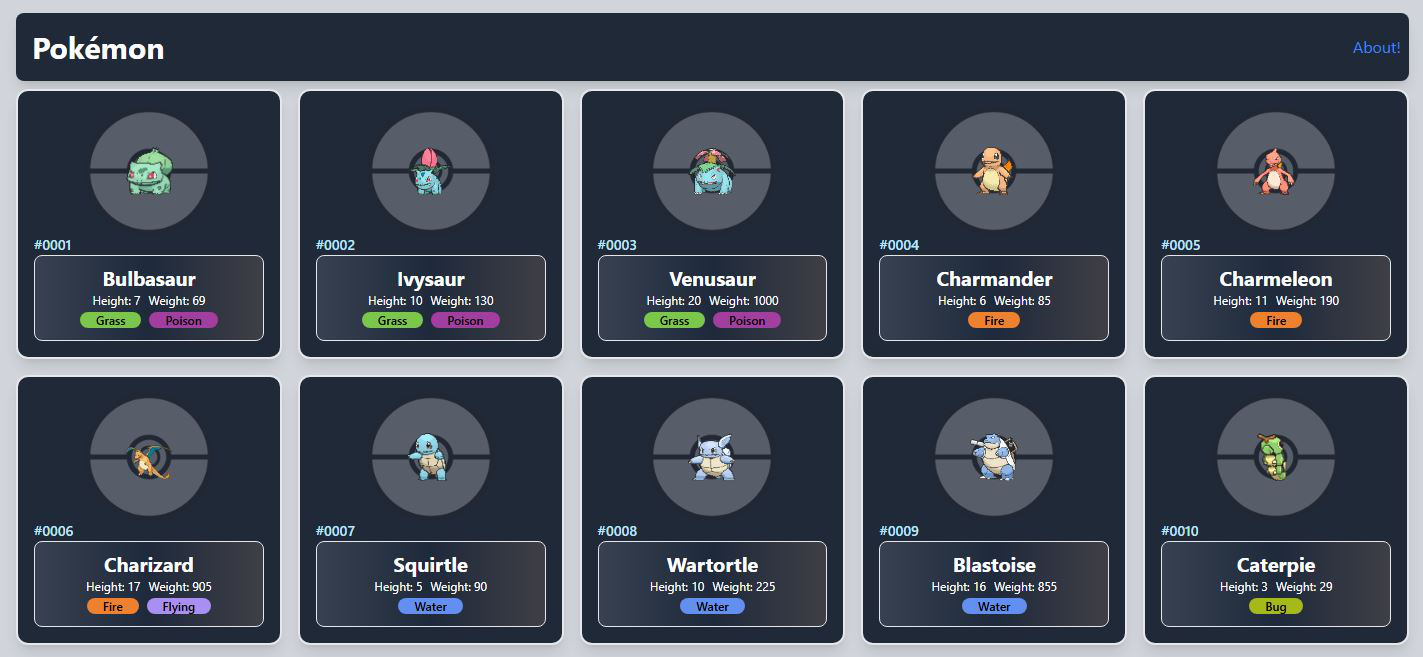 Pokémon
About!
#0001
Bulbasaur
Height: 7 Weight: 69
Grass Poison
#0002
Ivysaur
Height: 10 Weight: 130
Grass Poison
#0003
Venusaur
Height: 20 Weight: 1000
Grass Poison
#0004
Charmander
Height: 6 Weight: 85
Fire
#0005
Charmeleon
Height: 11 Weight: 190
Fire
#0006
Charizard
Height: 17 Weight: 905
Fire Flying
#0007
Squirtle
Height: 5 Weight: 90
Water
#0008
Wartortle
Height: 10 Weight: 225
Water
#0009
Blastoise
Height: 16 Weight: 855
Water
#0010
Caterpie
Height: 3 Weight: 29
Bug